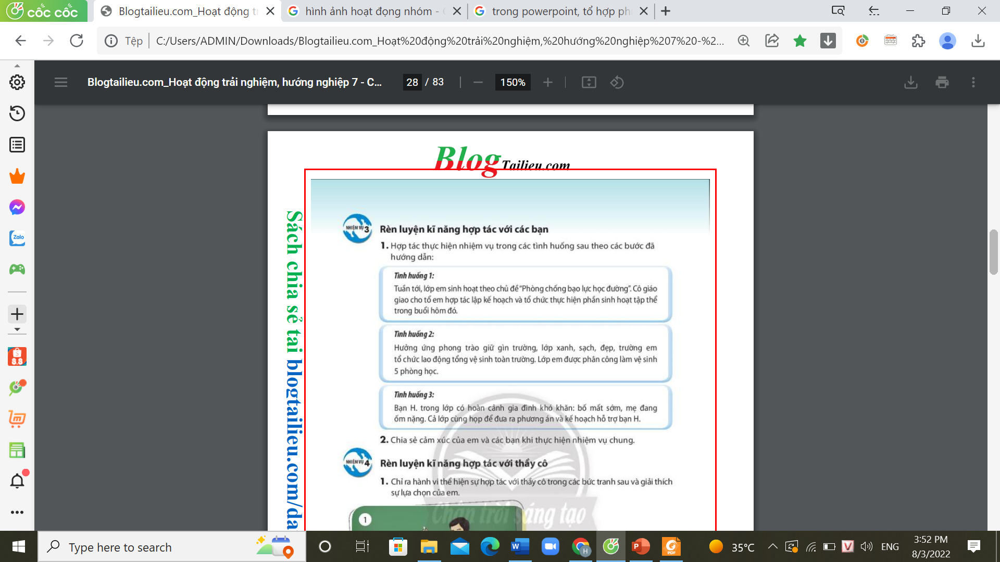 cốc cốc
Blogtailieu.com_Hoạt động tr
hình ảnh hoạt đọng nhóm - 
trong powerpoint, tổ hợp ph
Tệp
C:/Users/ADMIN/Downloads/Blogtailieu.com_Hoạt%20động%20trải%20nghiệm,%20hướng%20nghiệp%207%20-%2...
Blogtailieu.com_Hoạt động trải nghiệm, hướng nghiệp 7 - C...
28 / 83
150%
Blog Tailieu.com
Sách chia sẻ tai blogtailieu.com/da
NHIỆM VỤ 3 Rèn luyện kĩ năng hợp tác với các bạn
1. Hợp tác thực hiện nhiệm vụ trong các tình huống sau theo các bước đã
hướng dẫn:
Tình huống 1:
Tuần tới, lớp em sinh hoạt theo chủ đề "Phòng chống bạo lực học đường". Cô giáo
giao cho tổ em hợp tác lập kế hoạch và tổ chức thực hiện phần sinh hoạt tập thể
trong buổi hôm đó.
Tình huống 2:
Hưởng ứng phong trào giữ gìn trường, lớp xanh, sạch, đẹp, trường em
tổ chức lao động tổng vệ sinh toàn trường. Lớp em được phân công làm vệ sinh
5 phòng học.
Tình huống 3:
Bạn H. trong lớp có hoàn cảnh gia đình khó khăn: bố mất sớm, mẹ đang
ốm nặng. Cả lớp cùng họp để đưa ra phương án và kế hoạch hỗ trợ bạn H.
2. Chia sẻ cảm xúc của em và các bạn khi thực hiện nhiệm vụ chung.
NHIỆM VỤ 4 Rèn luyện kĩ năng hợp tác với thầy cô
1. Chỉ ra hành vi thể hiện sự hợp tác với thầy cô trong các bức tranh sau và giải thích
sự lựa chọn của em.
Chân trời sáng tạo
1
Zalo
8.8
Type here to search
35°C
ENG
3:52 PM
8/3/2022